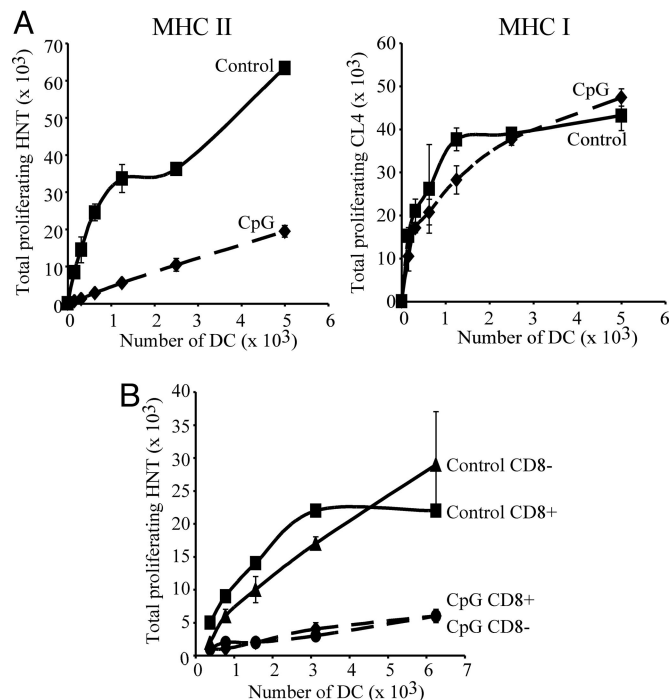 A
MHC II
MHC I
Total proliferating HNT (x 10³)
70
60
50
40
30
20
10
0
Control
CpG
0 1 2 3 4 5 6
Number of DC (x 10³)
Total proliferating CL4 (x 10³)
60
50
40
30
20
10
0
CpG
Control
0 1 2 3 4 5 6
Number of DC (x 10³)
B
Total proliferating HNT (x 10³)
40
35
30
25
20
15
10
5
0
Control CD8-
Control CD8+
CpG CD8+
CpG CD8-
0 1 2 3 4 5 6 7
Number of DC (x 10³)